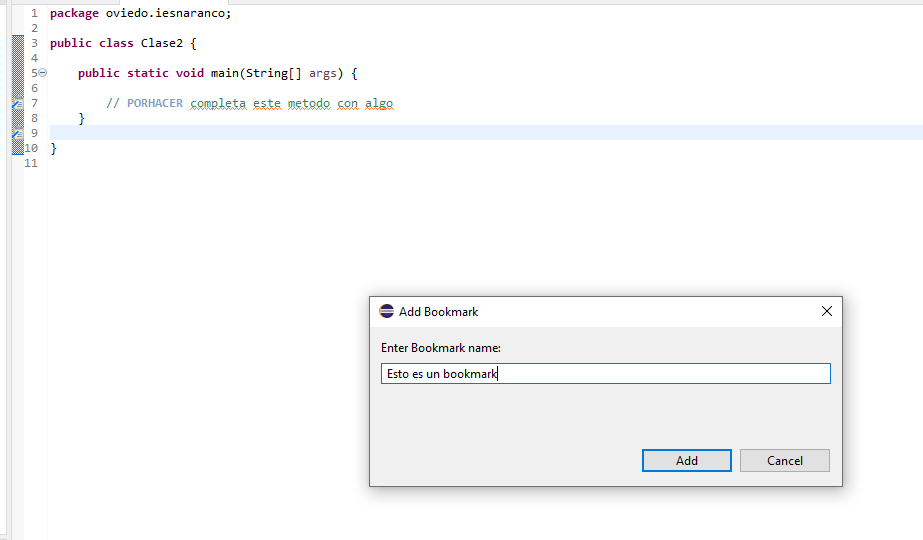 1 package oviedo.iesnaranco;
2
3 public class Clase2 {
4
5 public static void main(String[] args) {
6
7 // PORHACER completa este metodo con algo
8 }
9
10 }
11
Add Bookmark
Enter Bookmark name:
Esto es un bookmark
Add Cancel